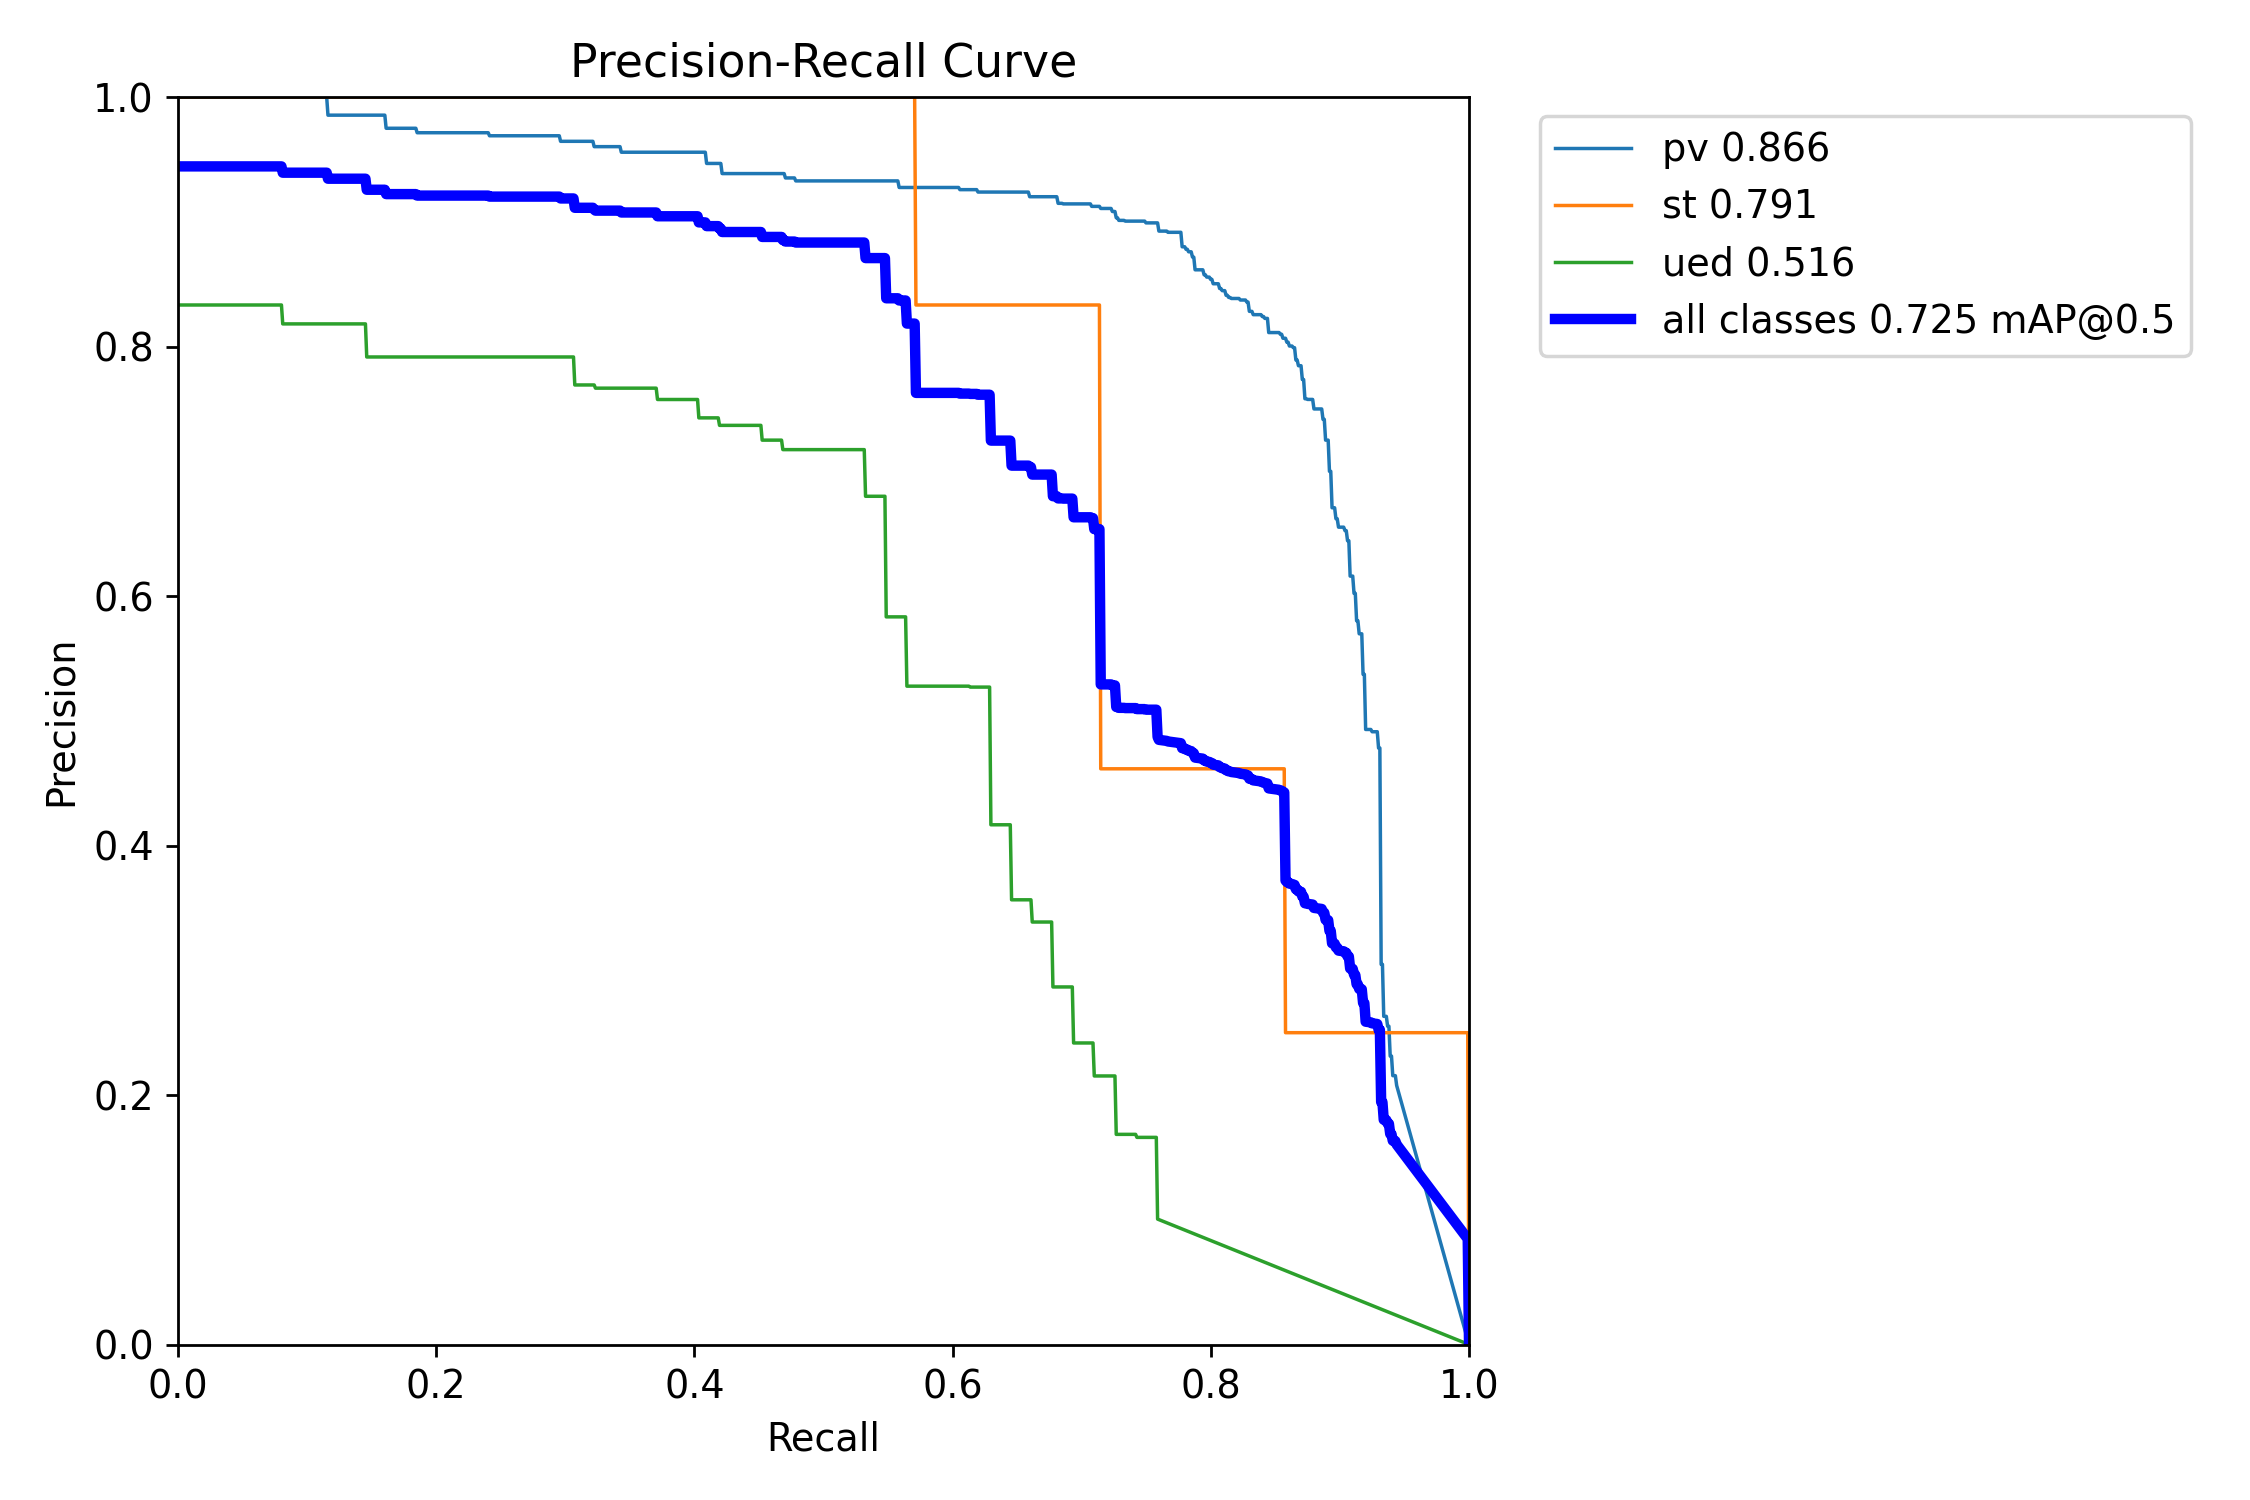 Precision-Recall Curve
1.0
0.8
0.6
0.4
0.2
0.0
Precision
0.0 0.2 0.4 0.6 0.8 1.0
Recall
pv 0.866
st 0.791
ued 0.516
all classes 0.725 mAP@0.5